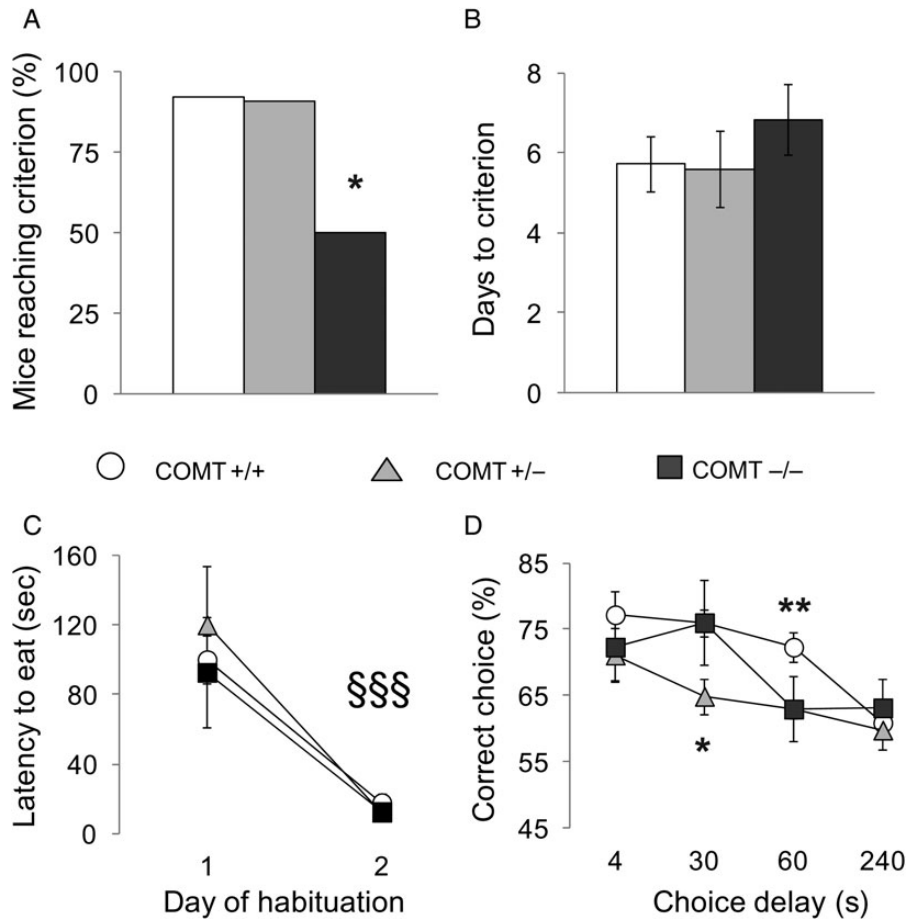 A
Mice reaching criterion (%)
100
75
50
25
0
*
B
Days to criterion
8
6
4
2
0
COMT +/+
COMT +/–
COMT –/–
C
Latency to eat (sec)
160
120
80
40
0
§§§
1
2
Day of habituation
D
Correct choice (%)
85
75
65
55
45
**
*
4
30
60
240
Choice delay (s)